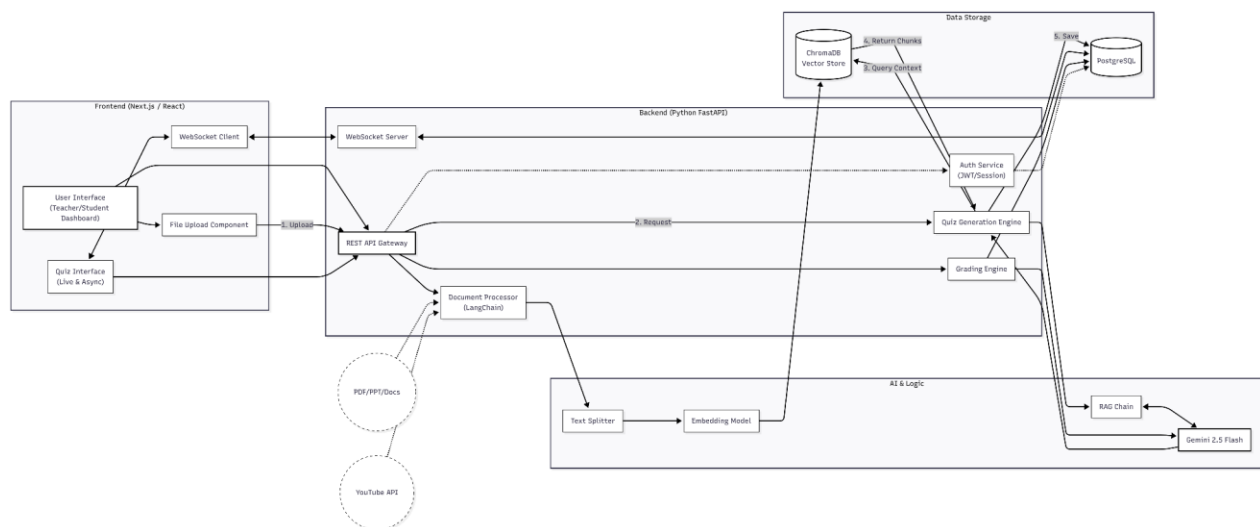 Data Storage
ChromaDB
Vector Store
4. Return Chunks
3. Query Context
5. Save
PostgreSQL
Frontend (Next.js / React)
WebSocket Client
User Interface
(Teacher/Student
Dashboard)
File Upload Component
Quiz Interface
(Live & Async)
1. Upload
Backend (Python FastAPI)
WebSocket Server
Auth Service
(JWT/Session)
REST API Gateway
2. Request
Quiz Generation Engine
Grading Engine
Document Processor
(LangChain)
PDF/PPT/Docs
YouTube API
AI & Logic
Text Splitter
Embedding Model
RAG Chain
Gemini 2.5 Flash